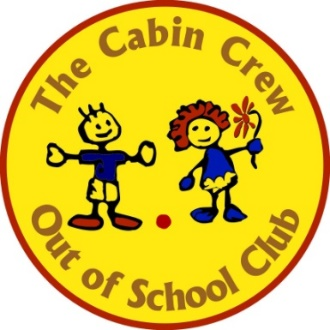 The Cabin Crew
Out of School Club